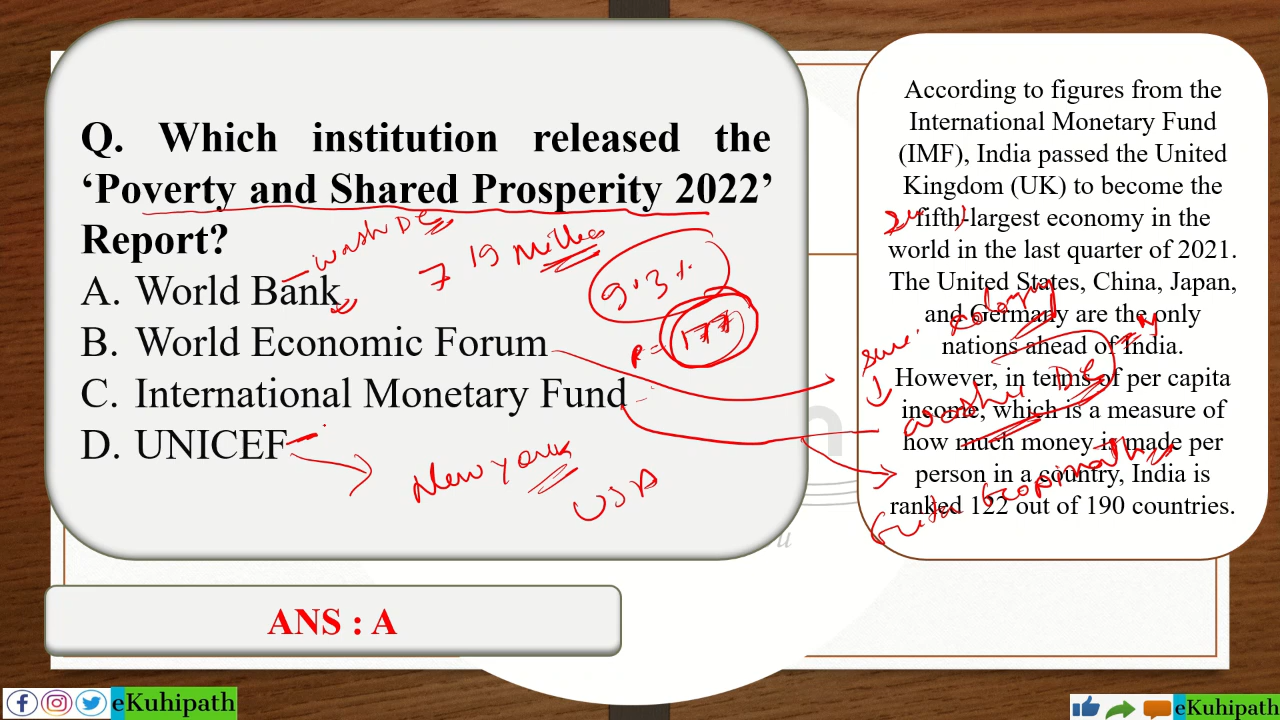 Q. Which institution released the
‘Poverty and Shared Prosperity 2022’
Report?
A. World Bank
B. World Economic Forum
C. International Monetary Fund
D. UNICEF
wash DC
7 19 Million
9.3%
177
New York
USA
ANS : A
According to figures from the
International Monetary Fund
(IMF), India passed the United
Kingdom (UK) to become the
fifth-largest economy in the
world in the last quarter of 2021.
The United States, China, Japan,
and Germany are the only
nations ahead of India.
However, in terms of per capita
income, which is a measure of
how much money is made per
person in a country, India is
ranked 122 out of 190 countries.
eKuhipath
eKuhipath